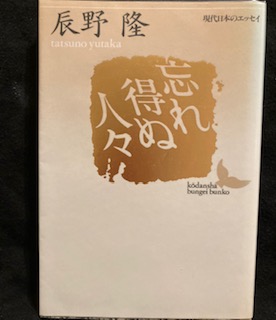 現代日本のエッセイ
辰野 隆
tatsuno yutaka
忘れ
得ぬ
人々
kōdansha
bungei bunko